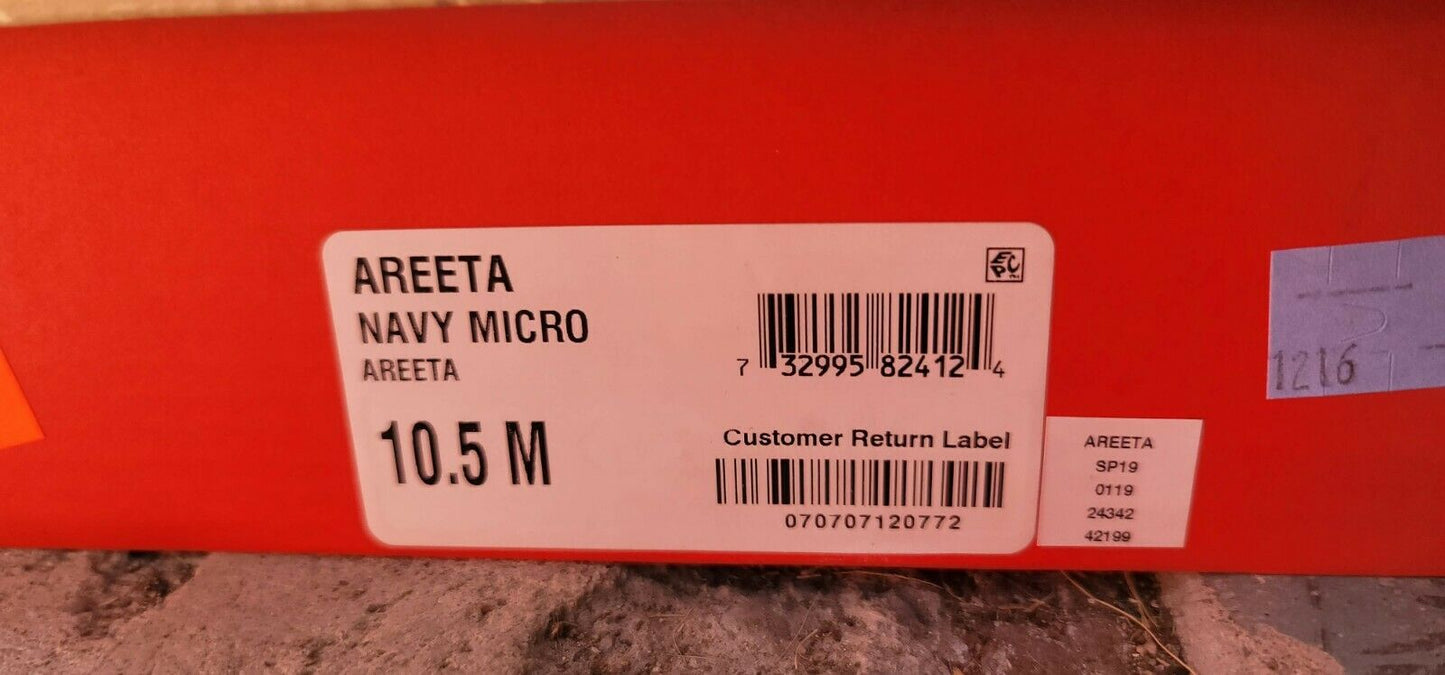 AREETA
NAVY MICRO
AREETA
10.5 M
EPC
7 32995 82412 4
Customer Return Label
070707120772
AREETA
SP19
0119
24342
42199
1216